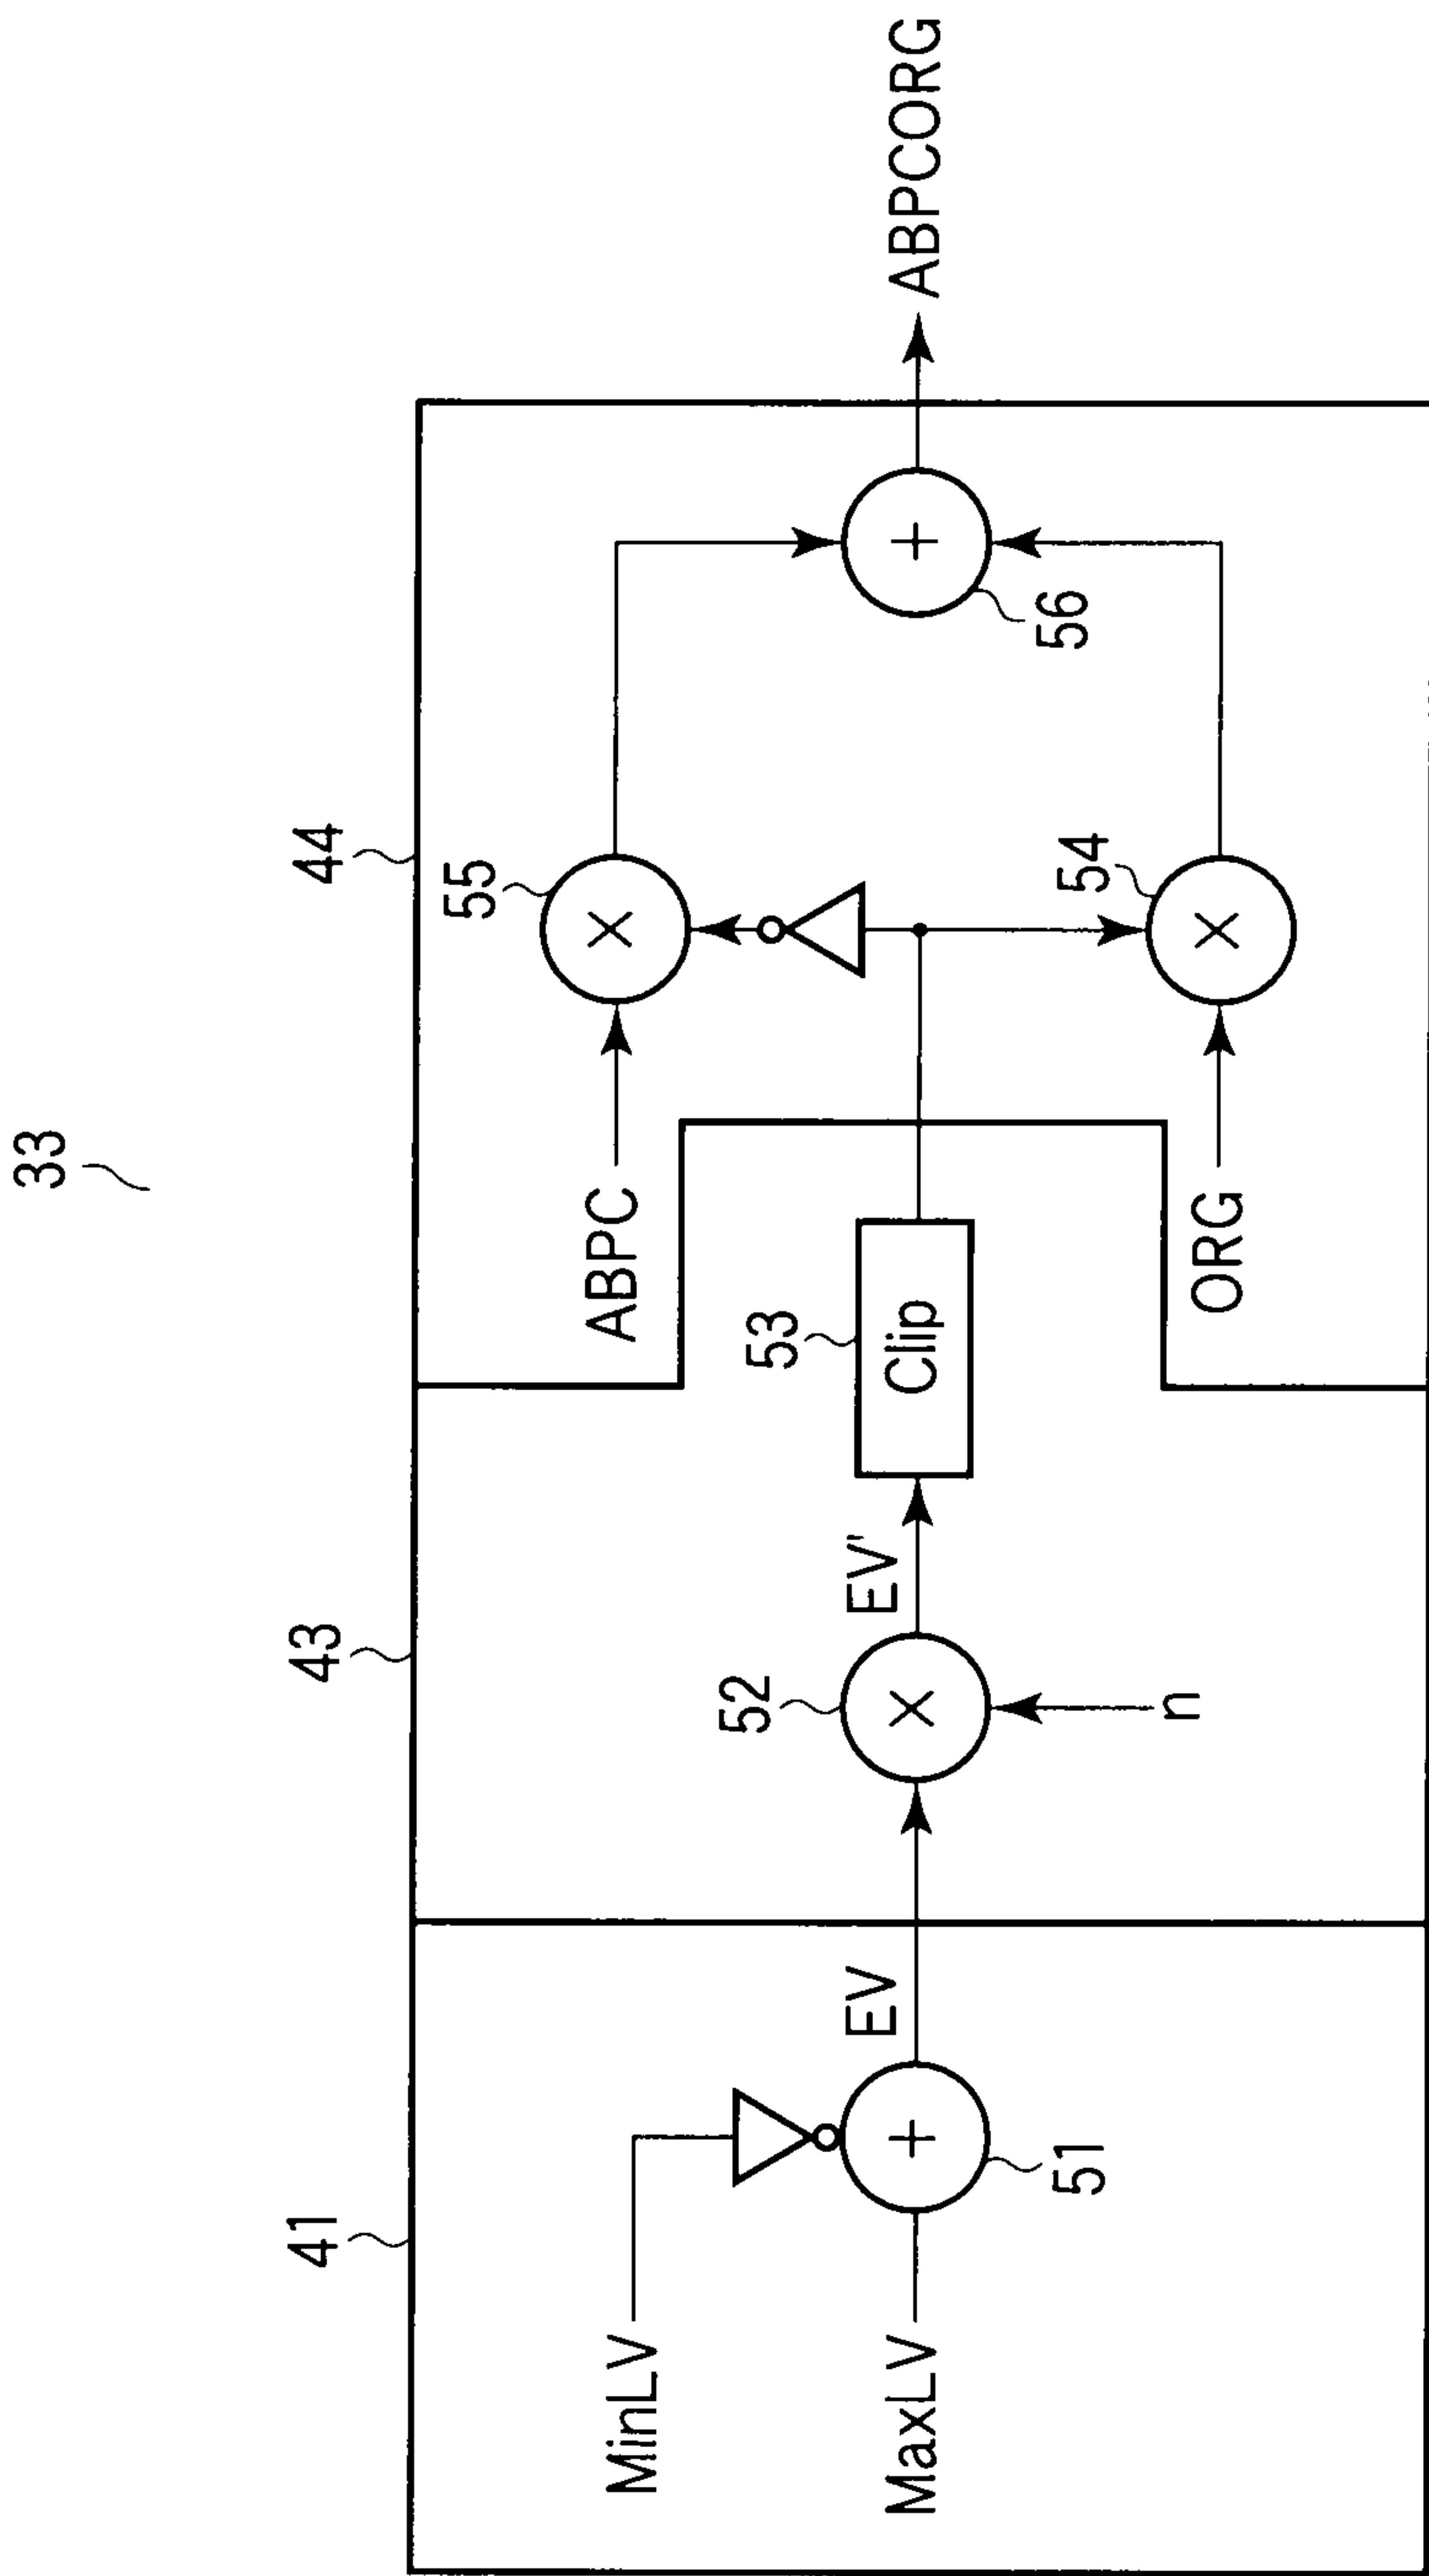 33
41
43
44
MinLV
MaxLV
51
EV
52
n
EV'
53
Clip
ABPC
ORG
55
54
56
ABPCORG